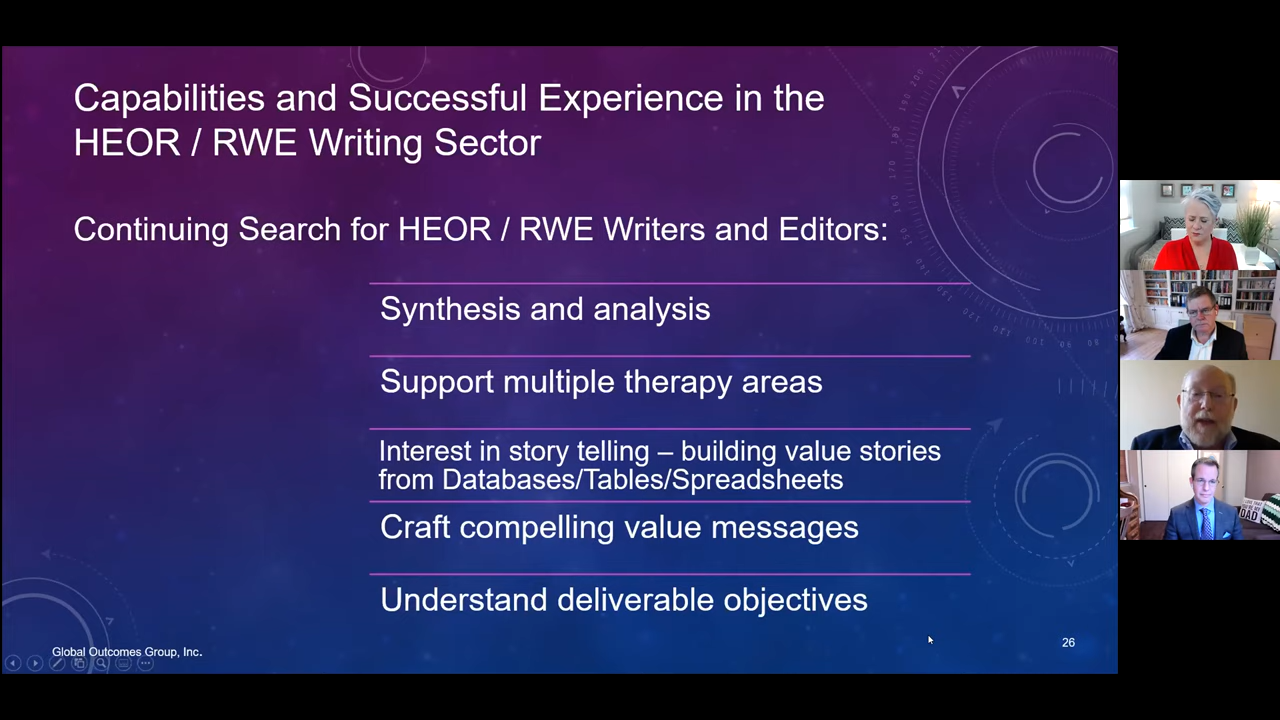 Capabilities and Successful Experience in the
HEOR / RWE Writing Sector
Continuing Search for HEOR / RWE Writers and Editors:
Synthesis and analysis
Support multiple therapy areas
Interest in story telling – building value stories
from Databases/Tables/Spreadsheets
Craft compelling value messages
Understand deliverable objectives
Global Outcomes Group, Inc.
26
DAD